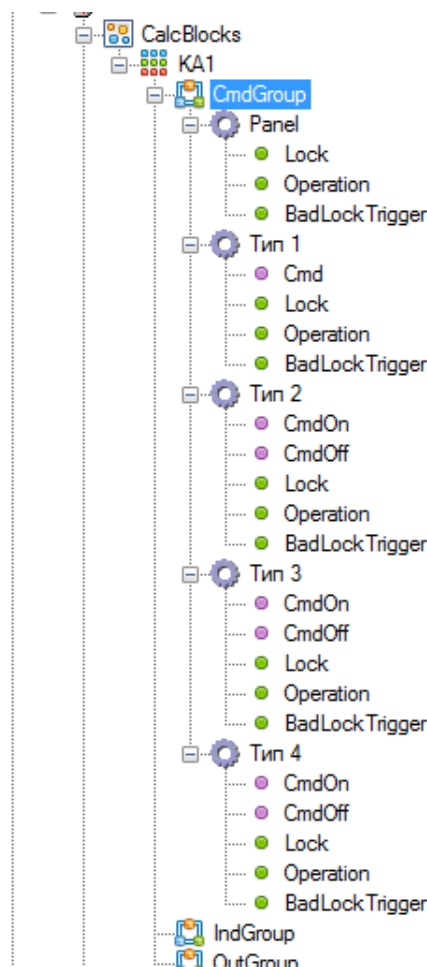 CalcBlocks
KA1
CmdGroup
Panel
Lock
Operation
BadLockTrigger
Тип 1
Cmd
Lock
Operation
BadLockTrigger
Тип 2
CmdOn
CmdOff
Lock
Operation
BadLockTrigger
Тип 3
CmdOn
CmdOff
Lock
Operation
BadLockTrigger
Тип 4
CmdOn
CmdOff
Lock
Operation
BadLockTrigger
IndGroup
OutGroup